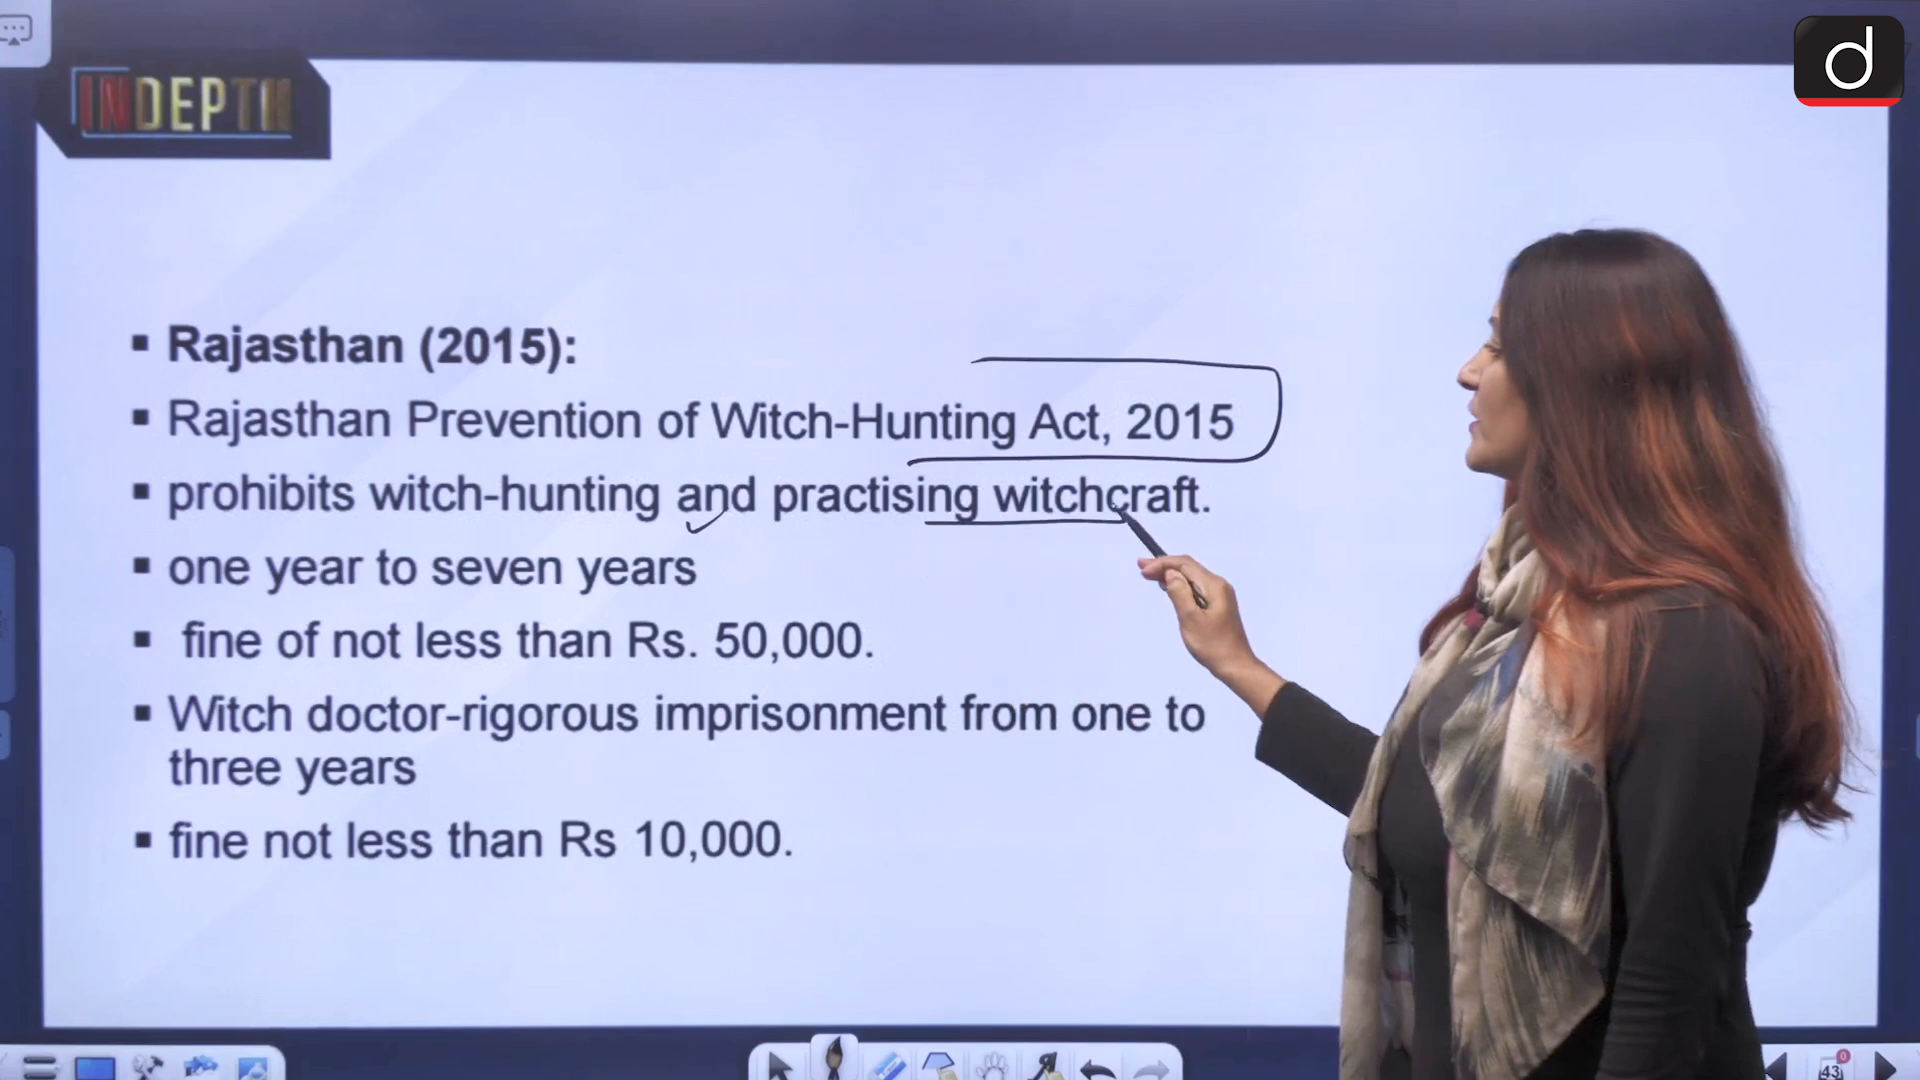 INDEPTH
d
Rajasthan (2015):
Rajasthan Prevention of Witch-Hunting Act, 2015
prohibits witch-hunting and practising witchcraft.
one year to seven years
fine of not less than Rs. 50,000.
Witch doctor-rigorous imprisonment from one to
three years
fine not less than Rs 10,000.
0
43